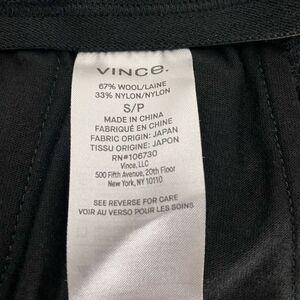 VINCE.
67% WOOL/LAINE
33% NYLON/NYLON
S/P
MADE IN CHINA
FABRIQUÉ EN CHINE
FABRIC ORIGIN: JAPAN
TISSU ORIGINE: JAPON
RN#106730
Vince, LLC
500 Fifth Avenue, 20th Floor
New York, NY 10110
SEE REVERSE FOR CARE
VOIR AU VERSO POUR LES SOINS